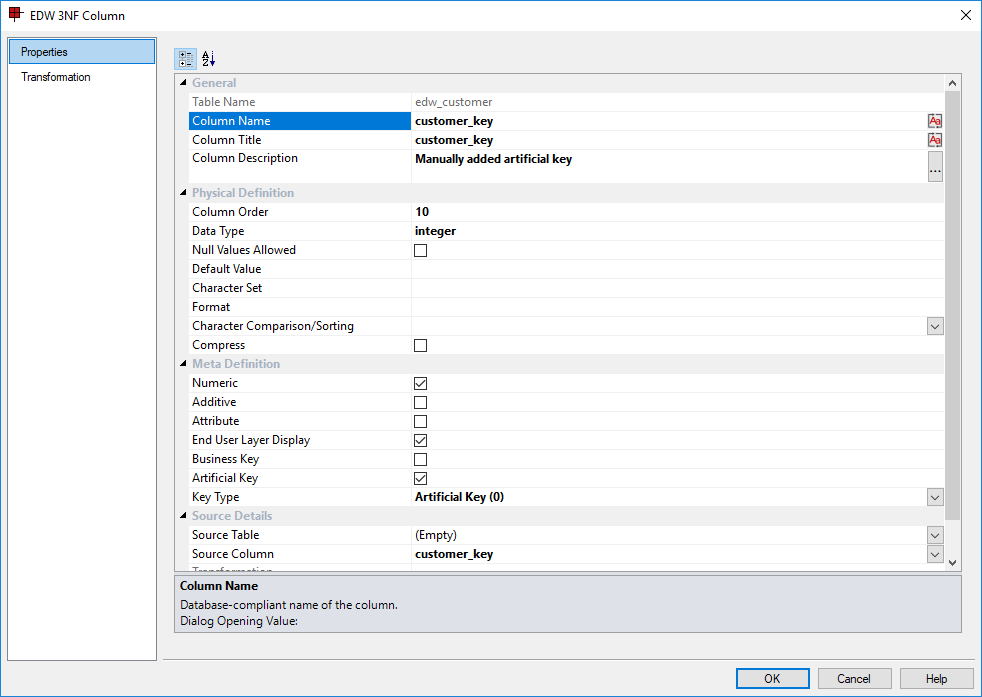 EDW 3NF Column
Properties
Transformation
General
Table Name edw_customer
Column Name customer_key
Column Title customer_key
Column Description Manually added artificial key
...
Physical Definition
Column Order 10
Data Type integer
Null Values Allowed
Default Value
Character Set
Format
Character Comparison/Sorting
Compress
Meta Definition
Numeric
Additive
Attribute
End User Layer Display
Business Key
Artificial Key
Key Type Artificial Key (0)
Source Details
Source Table (Empty)
Source Column customer_key
Transformation
Column Name
Database-compliant name of the column.
Dialog Opening Value:
OK Cancel Help